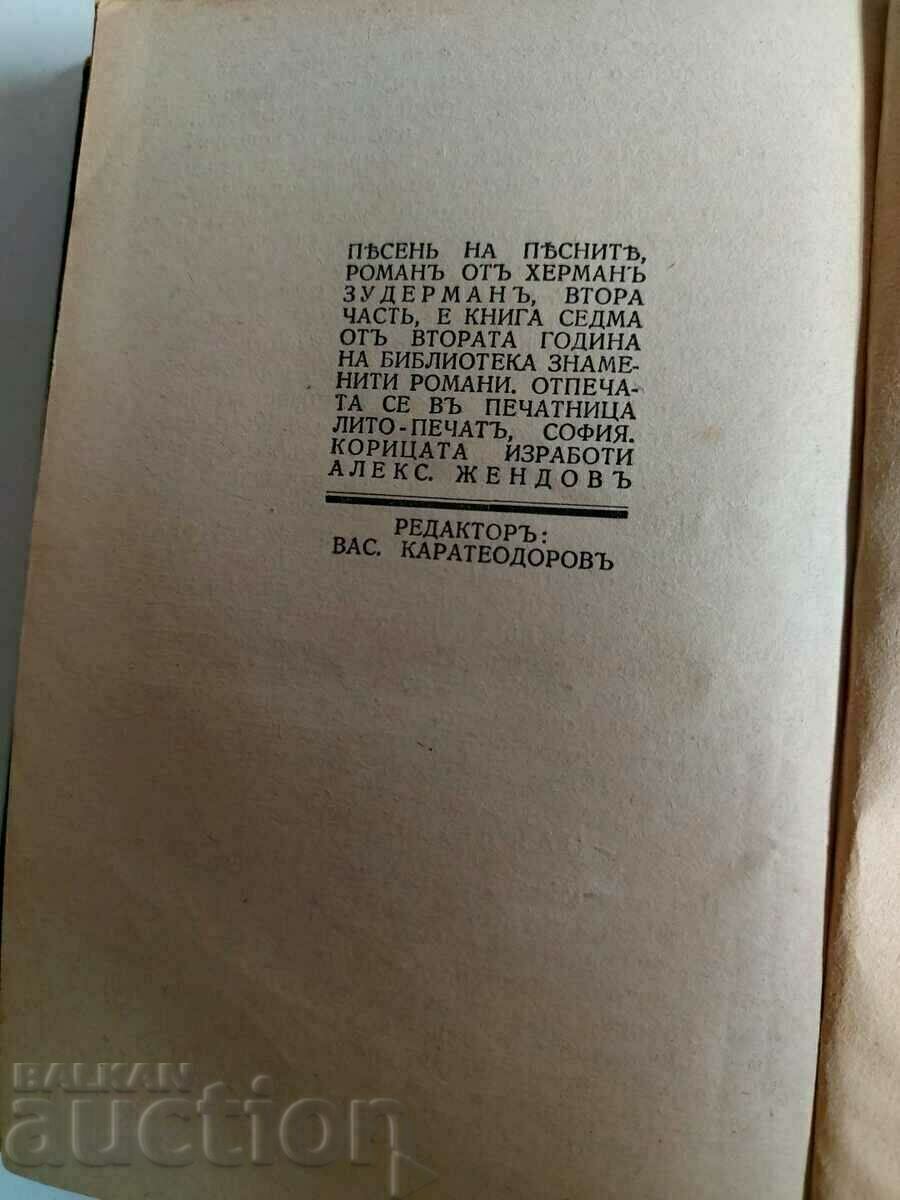 ПѢСЕНЬ НА ПѢСНИТѢ,
РОМАНЪ ОТЪ ХЕРМАНЪ
ЗУДЕРМАНЪ, ВТОРА
ЧАСТЬ, Е КНИГА СЕДМА
ОТЪ ВТОРАТА ГОДИНА
НА БИБЛИОТЕКА ЗНАМЕ-
НИТИ РОМАНИ. ОТПЕЧА-
ТА СЕ ВЪ ПЕЧАТНИЦА
ЛИТО-ПЕЧАТЪ, СОФИЯ.
КОРИЦАТА ИЗРАБОТИ
АЛЕКС. ЖЕНДОВЪ
РЕДАКТОРЪ:
ВАС. КАРАТЕОДОРОВЪ
BALKAN
auction